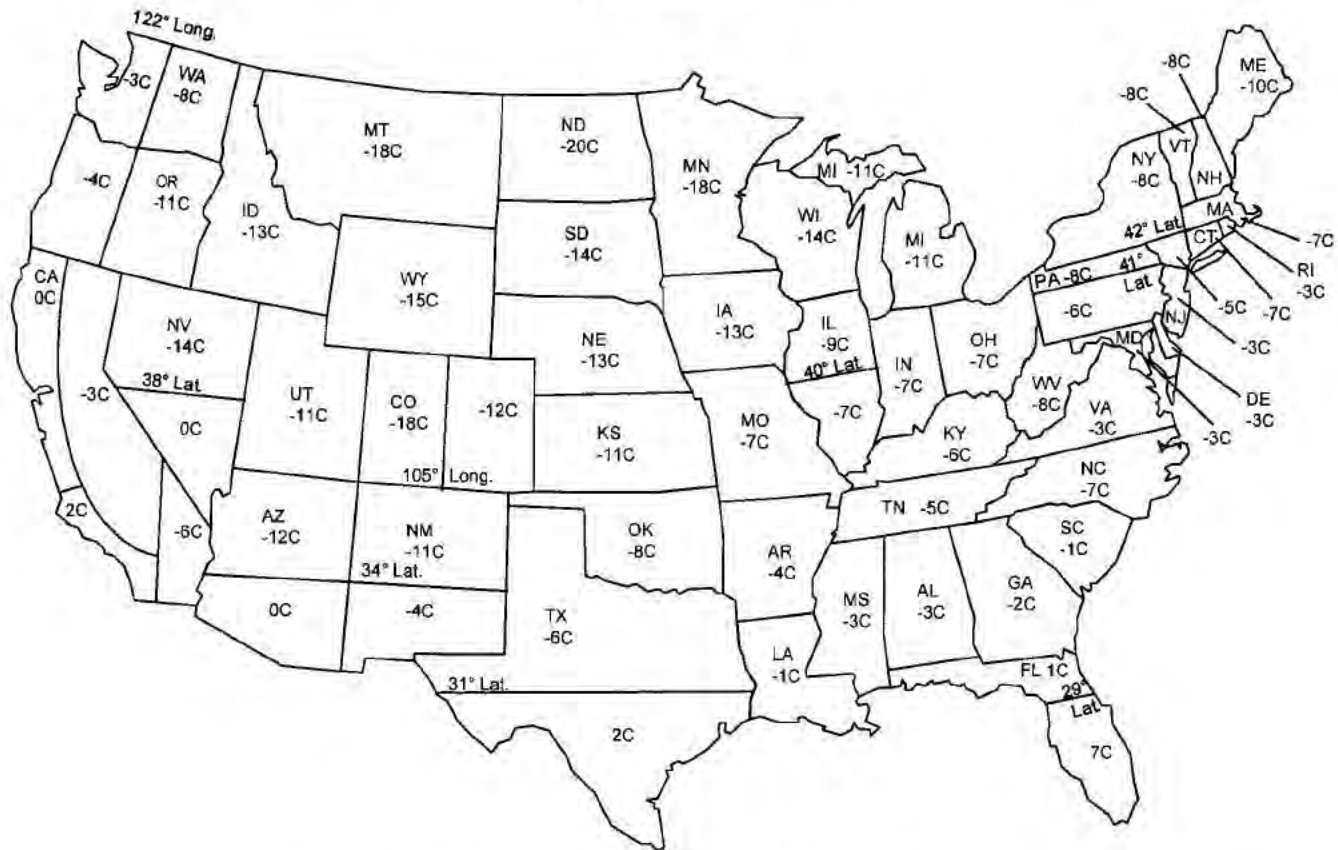 122° Long.
-3C
WA
-8C
-4C
OR
-11C
ID
-13C
MT
-18C
ND
-20C
MN
-18C
SD
-14C
WY
-15C
WI
-14C
MI -11C
MI
-11C
-8C
-8C
ME
-10C
VT
NY
-8C
NH
MA
42° Lat.
CT
-7C
RI
-3C
-7C
-5C
41°
Lat
PA -8C
-6C
NJ
-3C
MD
DE
-3C
-3C
CA
0C
-3C
2C
-6C
NV
-14C
38° Lat.
0C
UT
-11C
CO
-18C
-12C
105° Long.
NE
-13C
IA
-13C
IL
-9C
40° Lat.
-7C
IN
-7C
OH
-7C
WV
-8C
VA
-3C
KS
-11C
MO
-7C
KY
-6C
NC
-7C
TN -5C
SC
-1C
AZ
-12C
0C
NM
-11C
34° Lat.
-4C
OK
-8C
AR
-4C
TX
-6C
31° Lat.
2C
LA
-1C
MS
-3C
AL
-3C
GA
-2C
FL 1C
29°
Lat.
7C